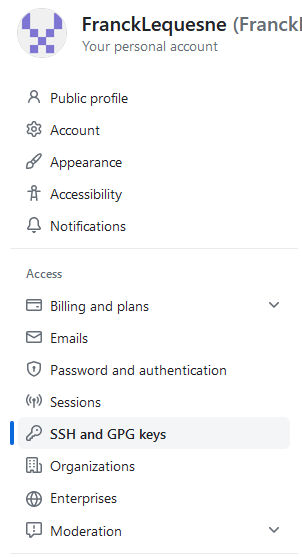 FranckLequesne (Franckl
Your personal account
Public profile
Account
Appearance
Accessibility
Notifications
Access
Billing and plans
Emails
Password and authentication
Sessions
SSH and GPG keys
Organizations
Enterprises
Moderation